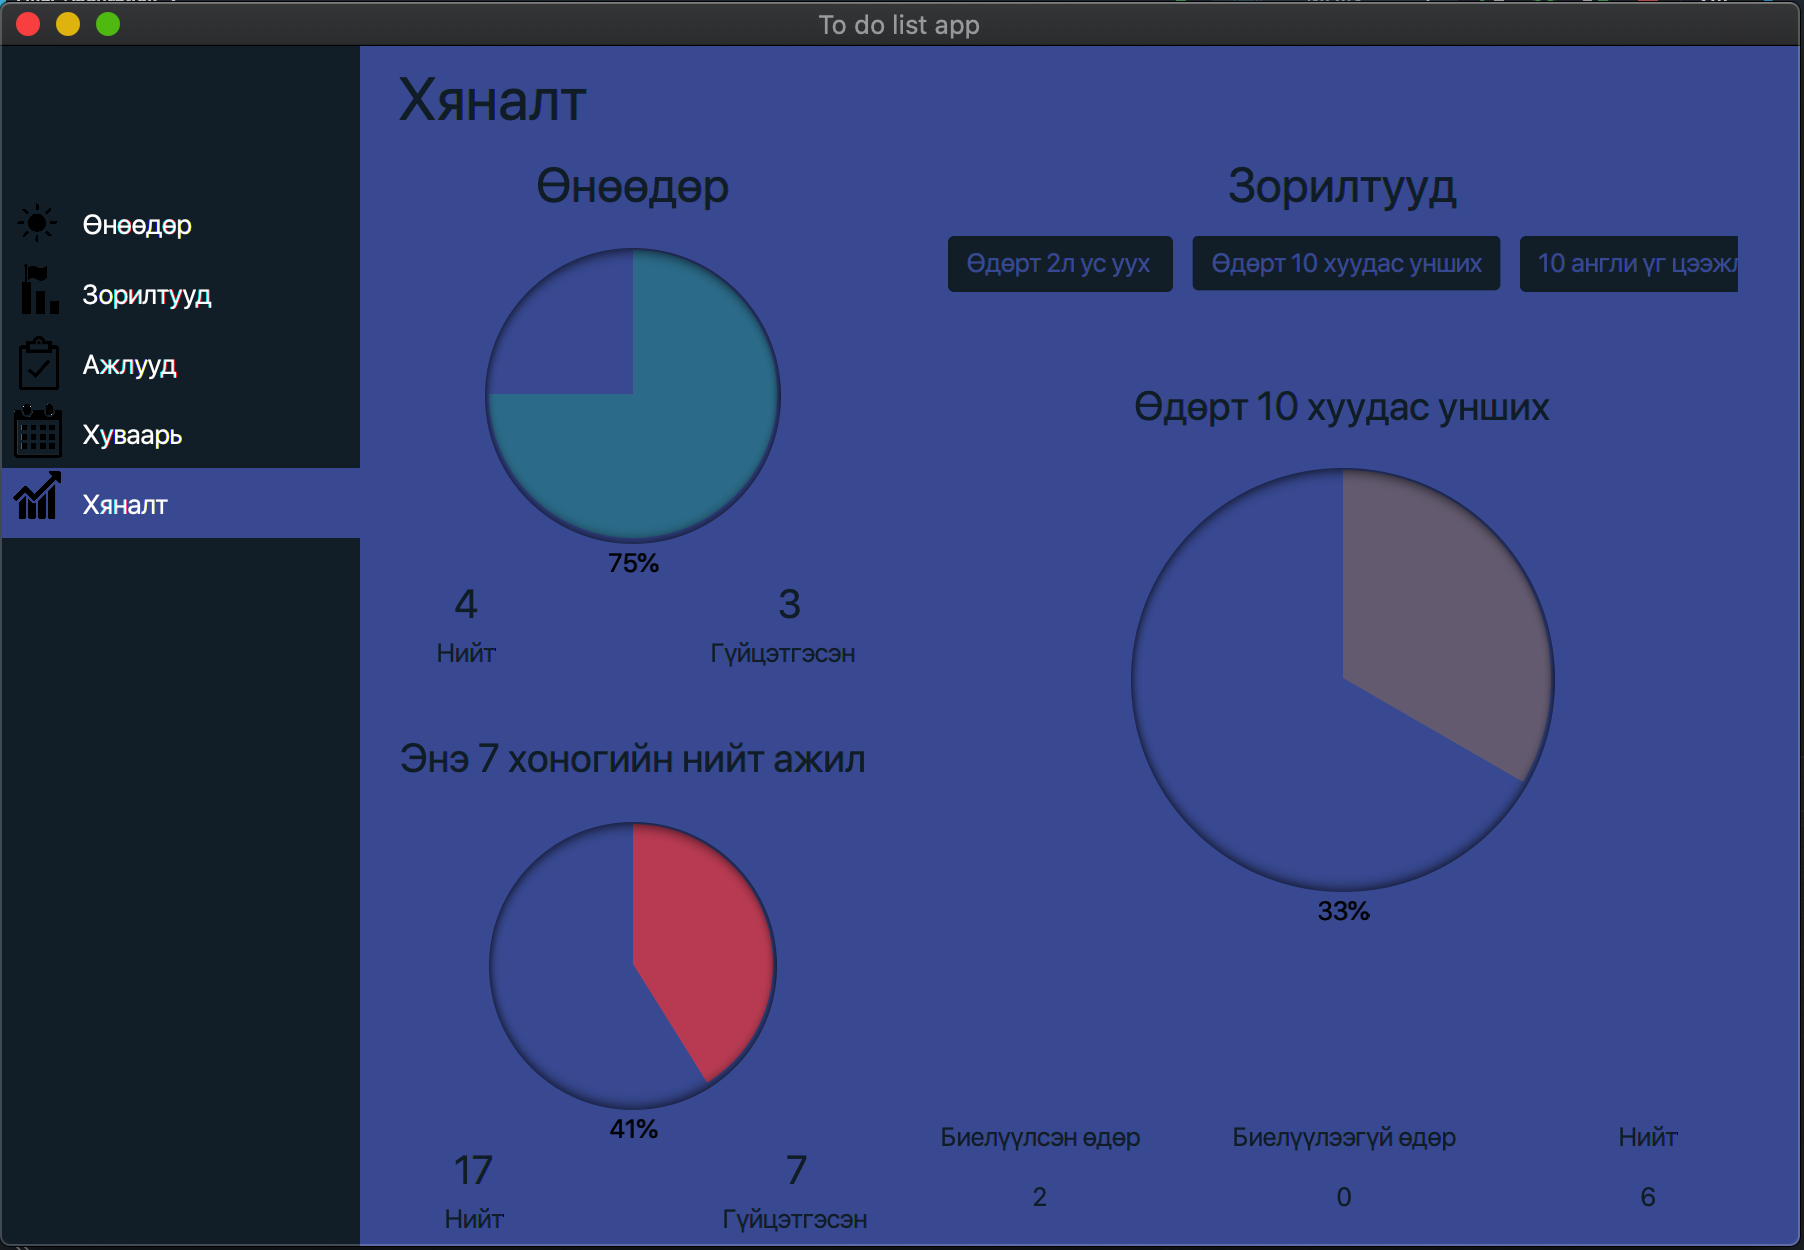 To do list app
Өнөөдөр
Зорилтууд
Ажлууд
Хуваарь
Хяналт
Хяналт
Өнөөдөр
75%
4
3
Нийт
Гүйцэтгэсэн
Энэ 7 хоногийн нийт ажил
41%
17
7
Нийт
Гүйцэтгэсэн
Зорилтууд
Өдөрт 2л ус уух
Өдөрт 10 хуудас унших
10 англи үг
Өдөрт 10 хуудас унших
33%
Биелүүлсэн өдөр
Биелүүлээгүй өдөр
Нийт
2
0
6